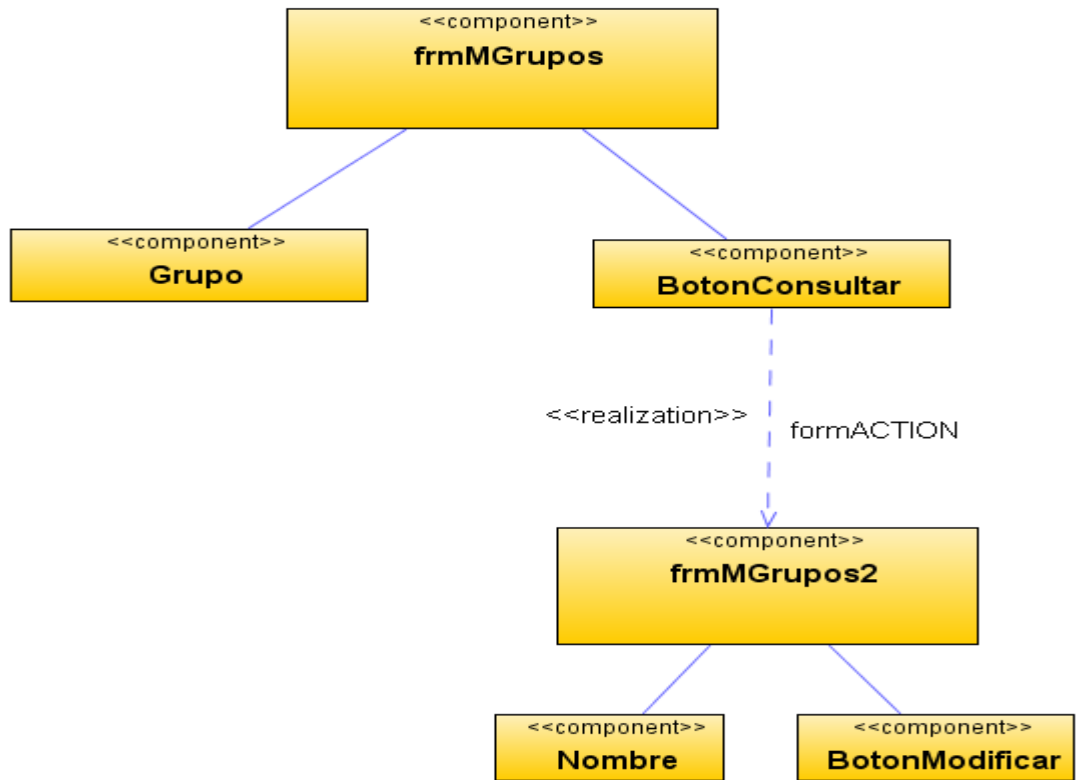 <<component>>
frmMGrupos
<<component>>
Grupo
<<component>>
BotonConsultar
<<realization>>
formACTION
<<component>>
frmMGrupos2
<<component>>
Nombre
<<component>>
BotonModificar